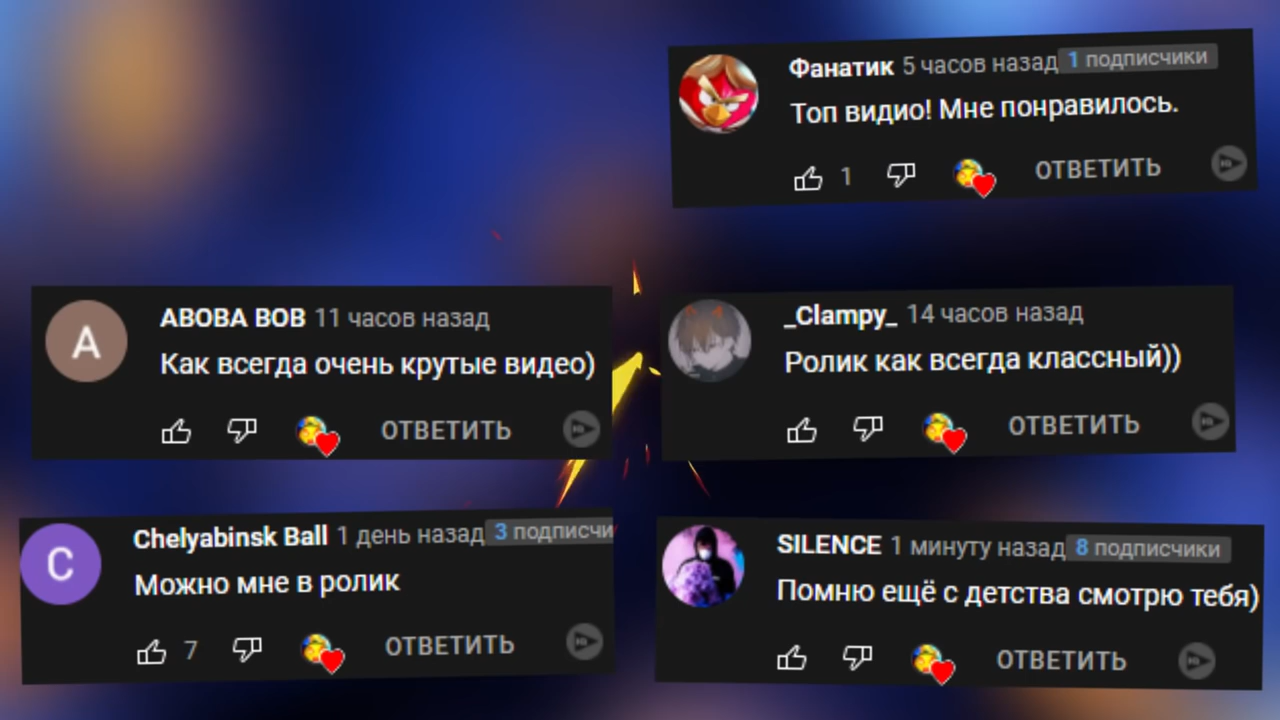 Фанатик 5 часов назад 1 подписчики
Топ видио! Мне понравилось.
1 ОТВЕТИТЬ
A
ABOBA BOB 11 часов назад
Как всегда очень крутые видео)
ОТВЕТИТЬ
_Clampy_ 14 часов назад
Ролик как всегда классный))
ОТВЕТИТЬ
C
Chelyabinsk Ball 1 день назад 3 подписчи
Можно мне в ролик
7 ОТВЕТИТЬ
SILENCE 1 минуту назад 8 подписчики
Помню ещё с детства смотрю тебя)
ОТВЕТИТЬ